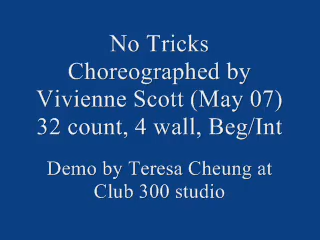 No Tricks
Choreographed by
Vivienne Scott (May 07)
32 count, 4 wall, Beg/Int
Demo by Teresa Cheung at
Club 300 studio